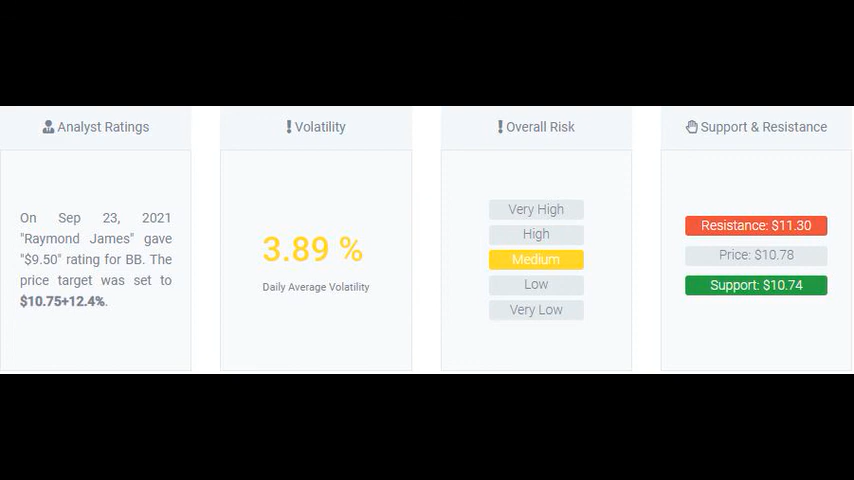 Analyst Ratings
On Sep 23, 2021
"Raymond James" gave
"$9.50" rating for BB. The
price target was set to
$10.75+12.4%.
Volatility
3.89 %
Daily Average Volatility
Overall Risk
Very High
High
Medium
Low
Very Low
Support & Resistance
Resistance: $11.30
Price: $10.78
Support: $10.74